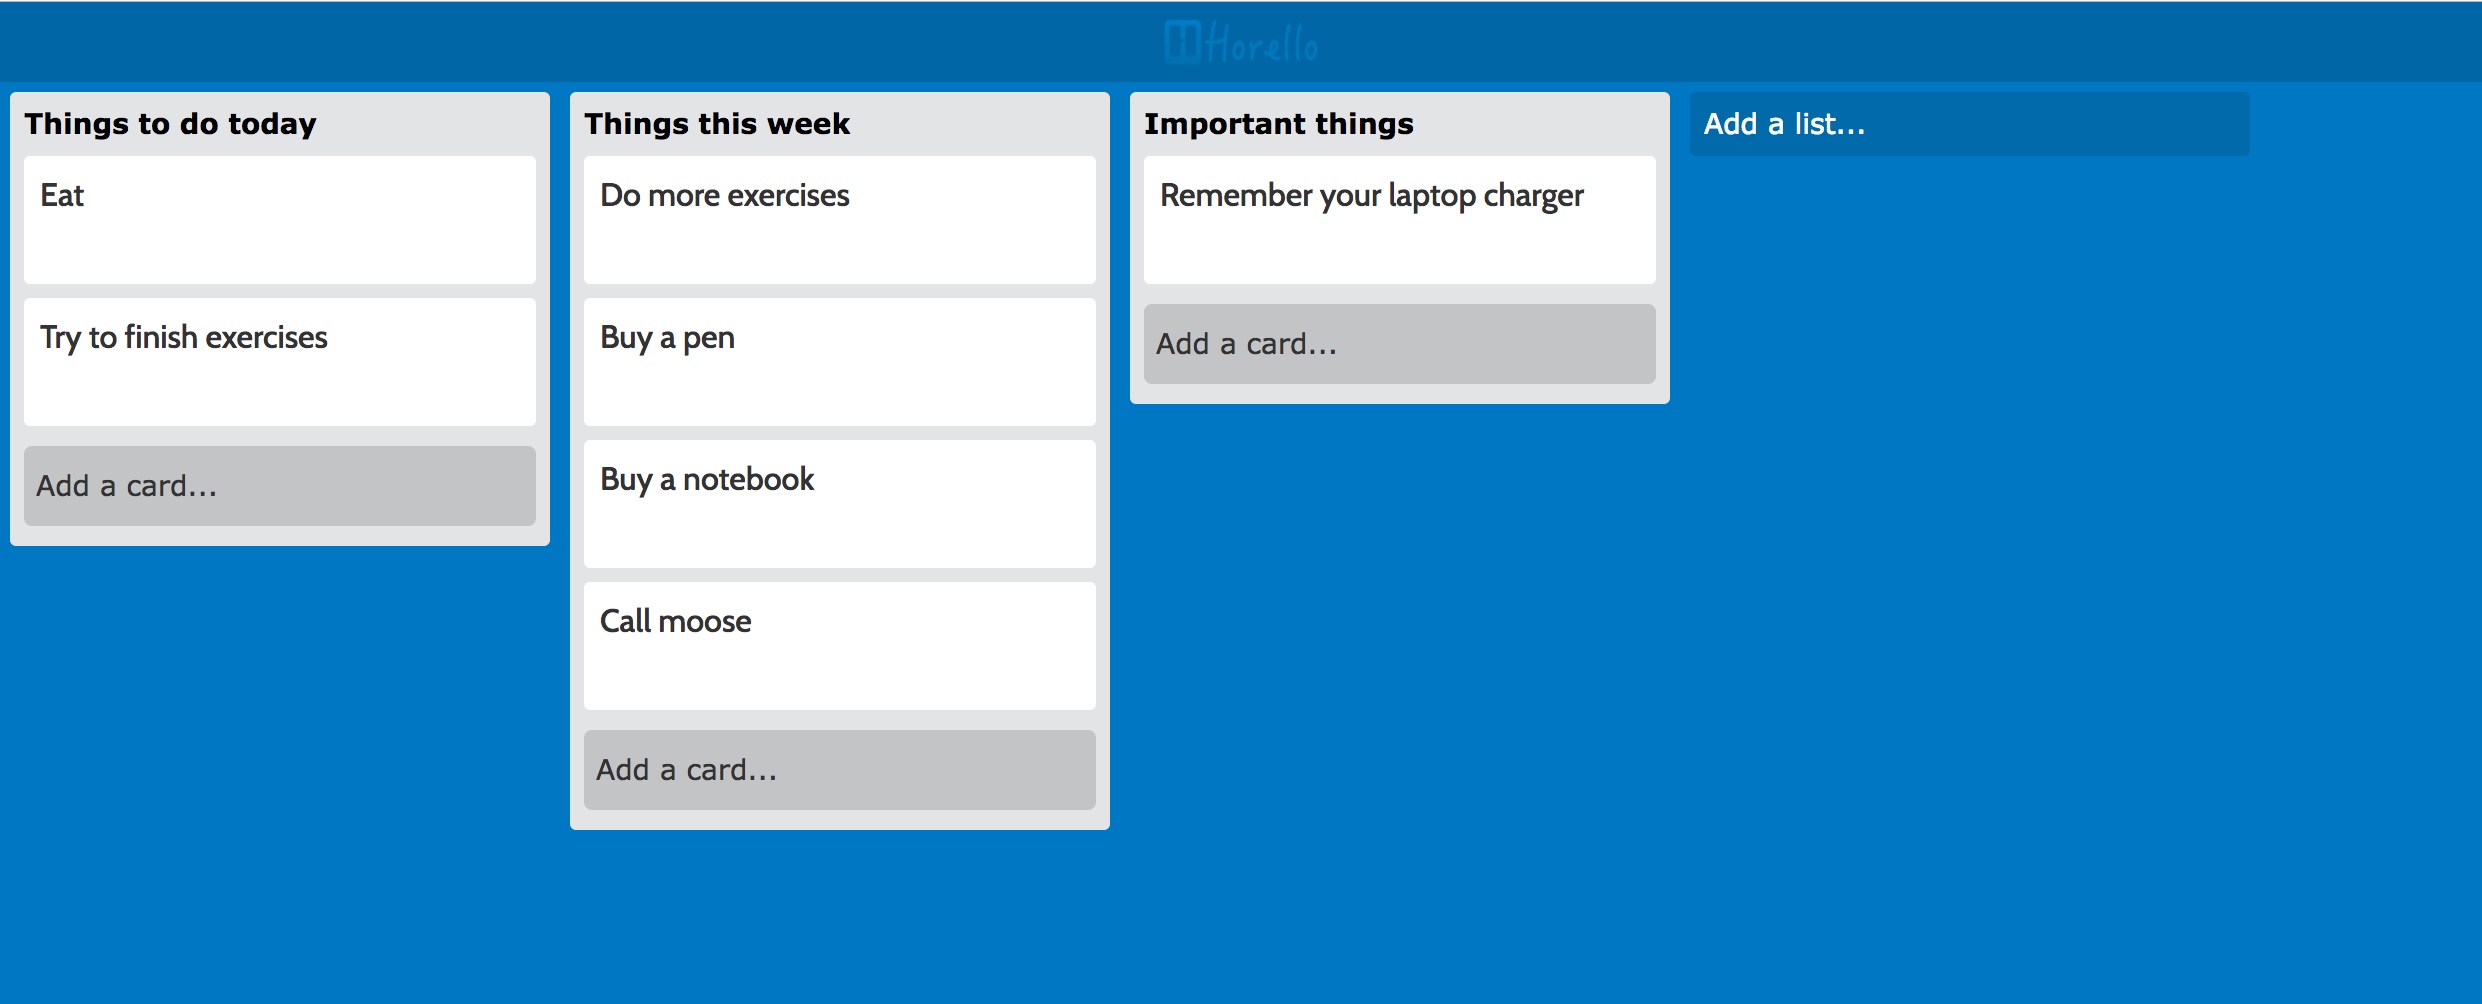 Horello
Things to do today
Eat
Try to finish exercises
Add a card...
Things this week
Do more exercises
Buy a pen
Buy a notebook
Call moose
Add a card...
Important things
Remember your laptop charger
Add a card...
Add a list...